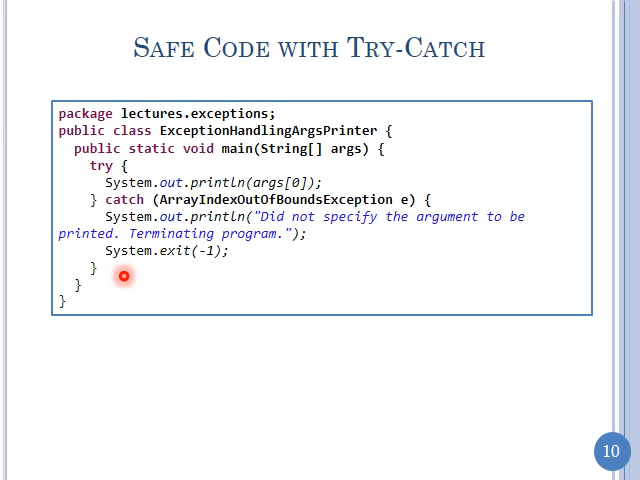 SAFE CODE WITH TRY-CATCH
package lectures.exceptions;
public class ExceptionHandlingArgsPrinter {
public static void main(String[] args) {
try {
System.out.println(args[0]);
} catch (ArrayIndexOutOfBoundsException e) {
System.out.println("Did not specify the argument to be
printed. Terminating program.");
System.exit(-1);
}
}
}
10